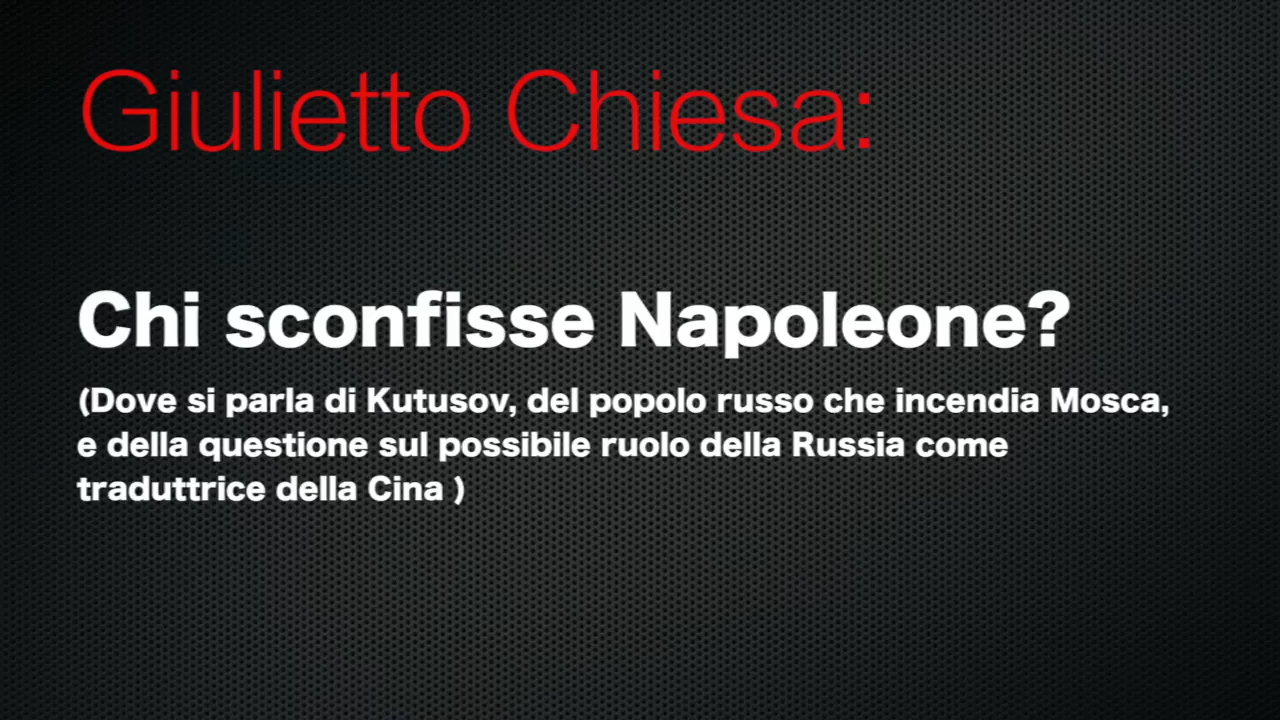 Giulietto Chiesa:
Chi sconfisse Napoleone?
(Dove si parla di Kutusov, del popolo russo che incendia Mosca,
e della questione sul possibile ruolo della Russia come
traduttrice della Cina )